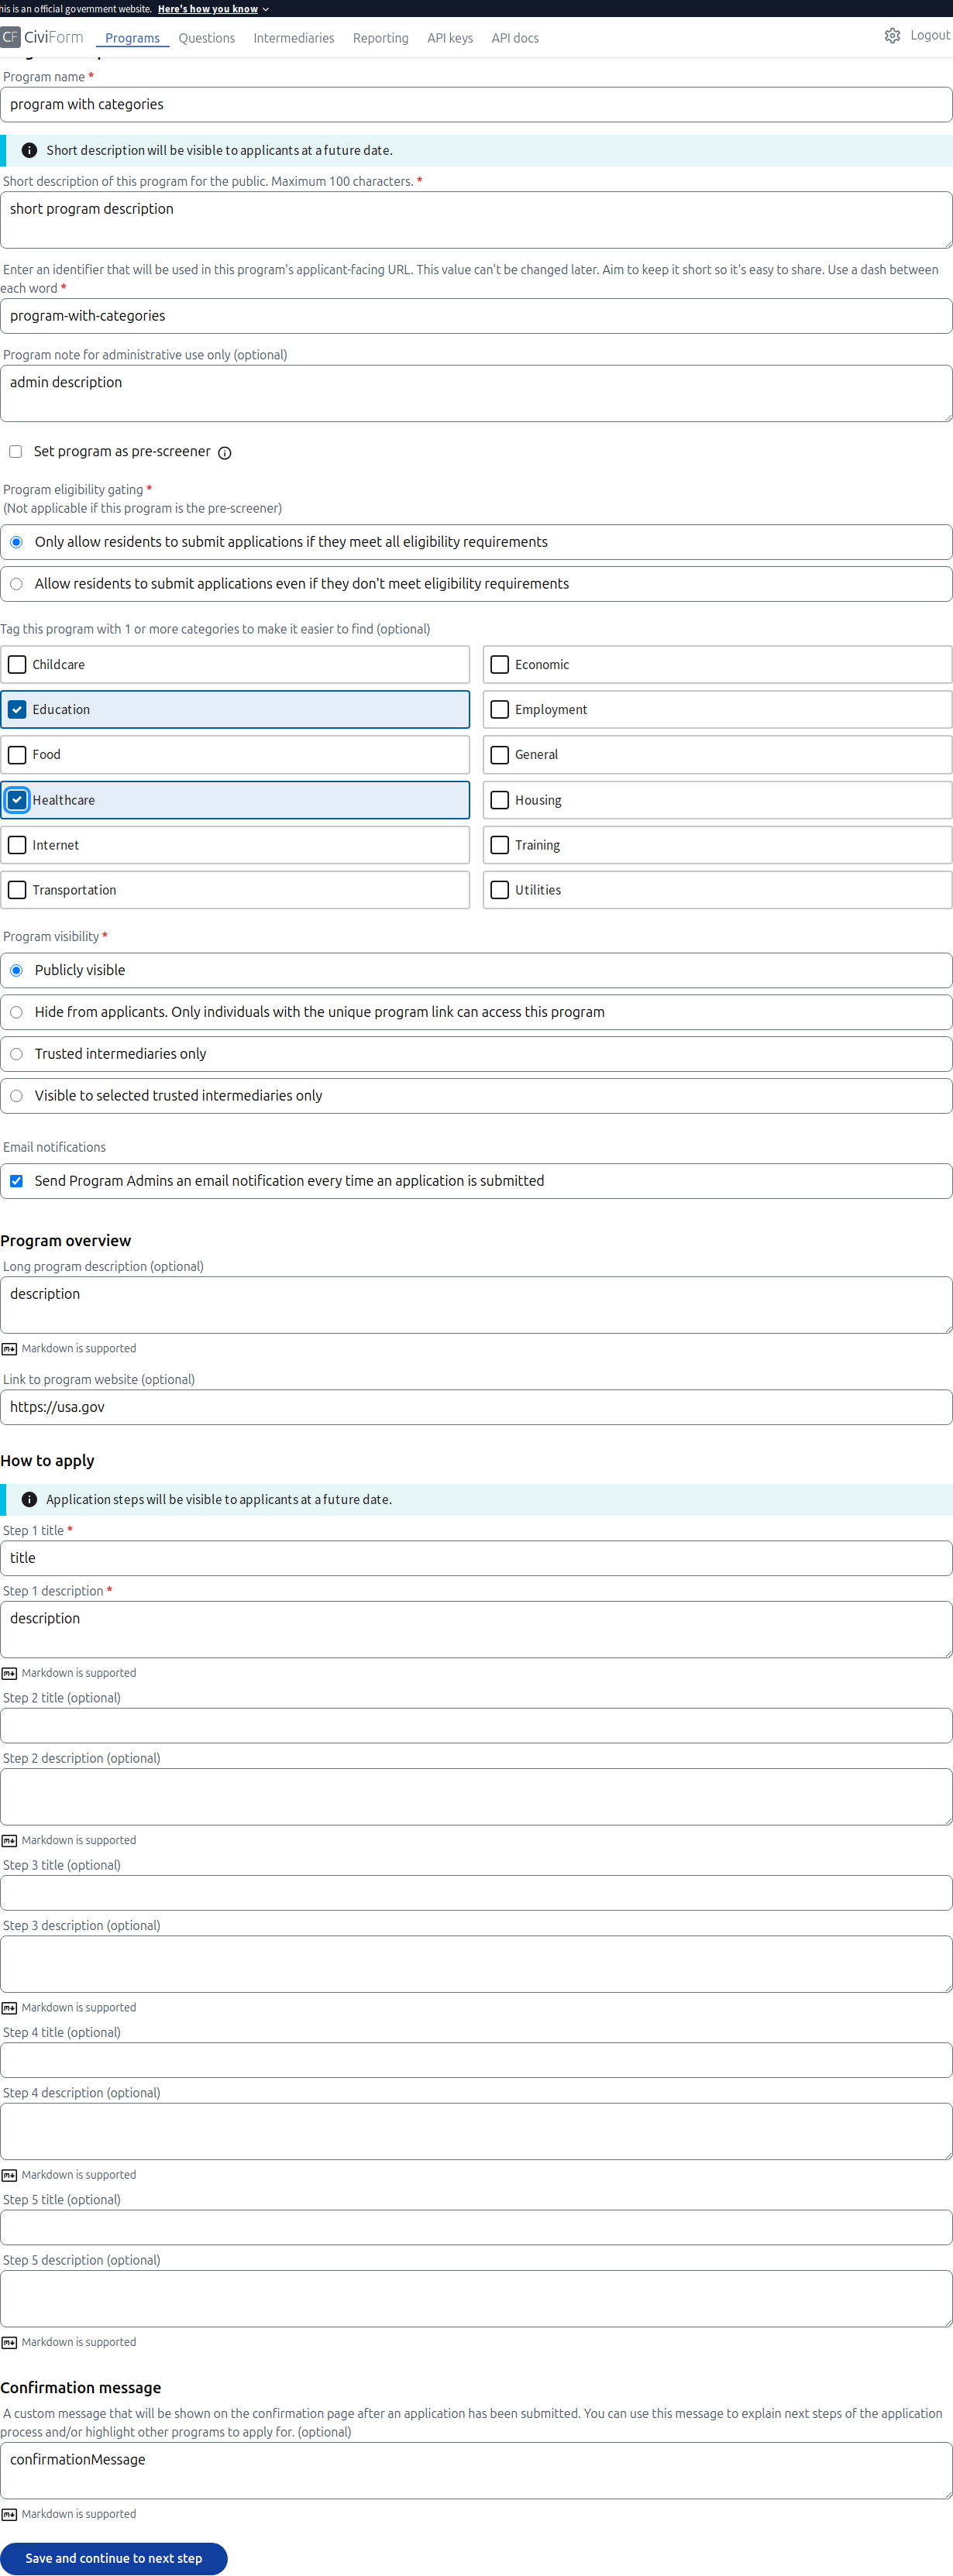 his is an official government website. Here's how you know
CF CiviForm Programs Questions Intermediaries Reporting API keys API docs Logout
Program name *
program with categories
Short description will be visible to applicants at a future date.
Short description of this program for the public. Maximum 100 characters. *
short program description
Enter an identifier that will be used in this program's applicant-facing URL. This value can't be changed later. Aim to keep it short so it's easy to share. Use a dash between
each word *
program-with-categories
Program note for administrative use only (optional)
admin description
Set program as pre-screener
Program eligibility gating *
(Not applicable if this program is the pre-screener)
Only allow residents to submit applications if they meet all eligibility requirements
Allow residents to submit applications even if they don't meet eligibility requirements
Tag this program with 1 or more categories to make it easier to find (optional)
Childcare Economic
Education Employment
Food General
Healthcare Housing
Internet Training
Transportation Utilities
Program visibility *
Publicly visible
Hide from applicants. Only individuals with the unique program link can access this program
Trusted intermediaries only
Visible to selected trusted intermediaries only
Email notifications
Send Program Admins an email notification every time an application is submitted
Program overview
Long program description (optional)
description
Markdown is supported
Link to program website (optional)
https://usa.gov
How to apply
Application steps will be visible to applicants at a future date.
Step 1 title *
title
Step 1 description *
description
Markdown is supported
Step 2 title (optional)
Step 2 description (optional)
Markdown is supported
Step 3 title (optional)
Step 3 description (optional)
Markdown is supported
Step 4 title (optional)
Step 4 description (optional)
Markdown is supported
Step 5 title (optional)
Step 5 description (optional)
Markdown is supported
Confirmation message
A custom message that will be shown on the confirmation page after an application has been submitted. You can use this message to explain next steps of the application
process and/or highlight other programs to apply for. (optional)
confirmationMessage
Markdown is supported
Save and continue to next step